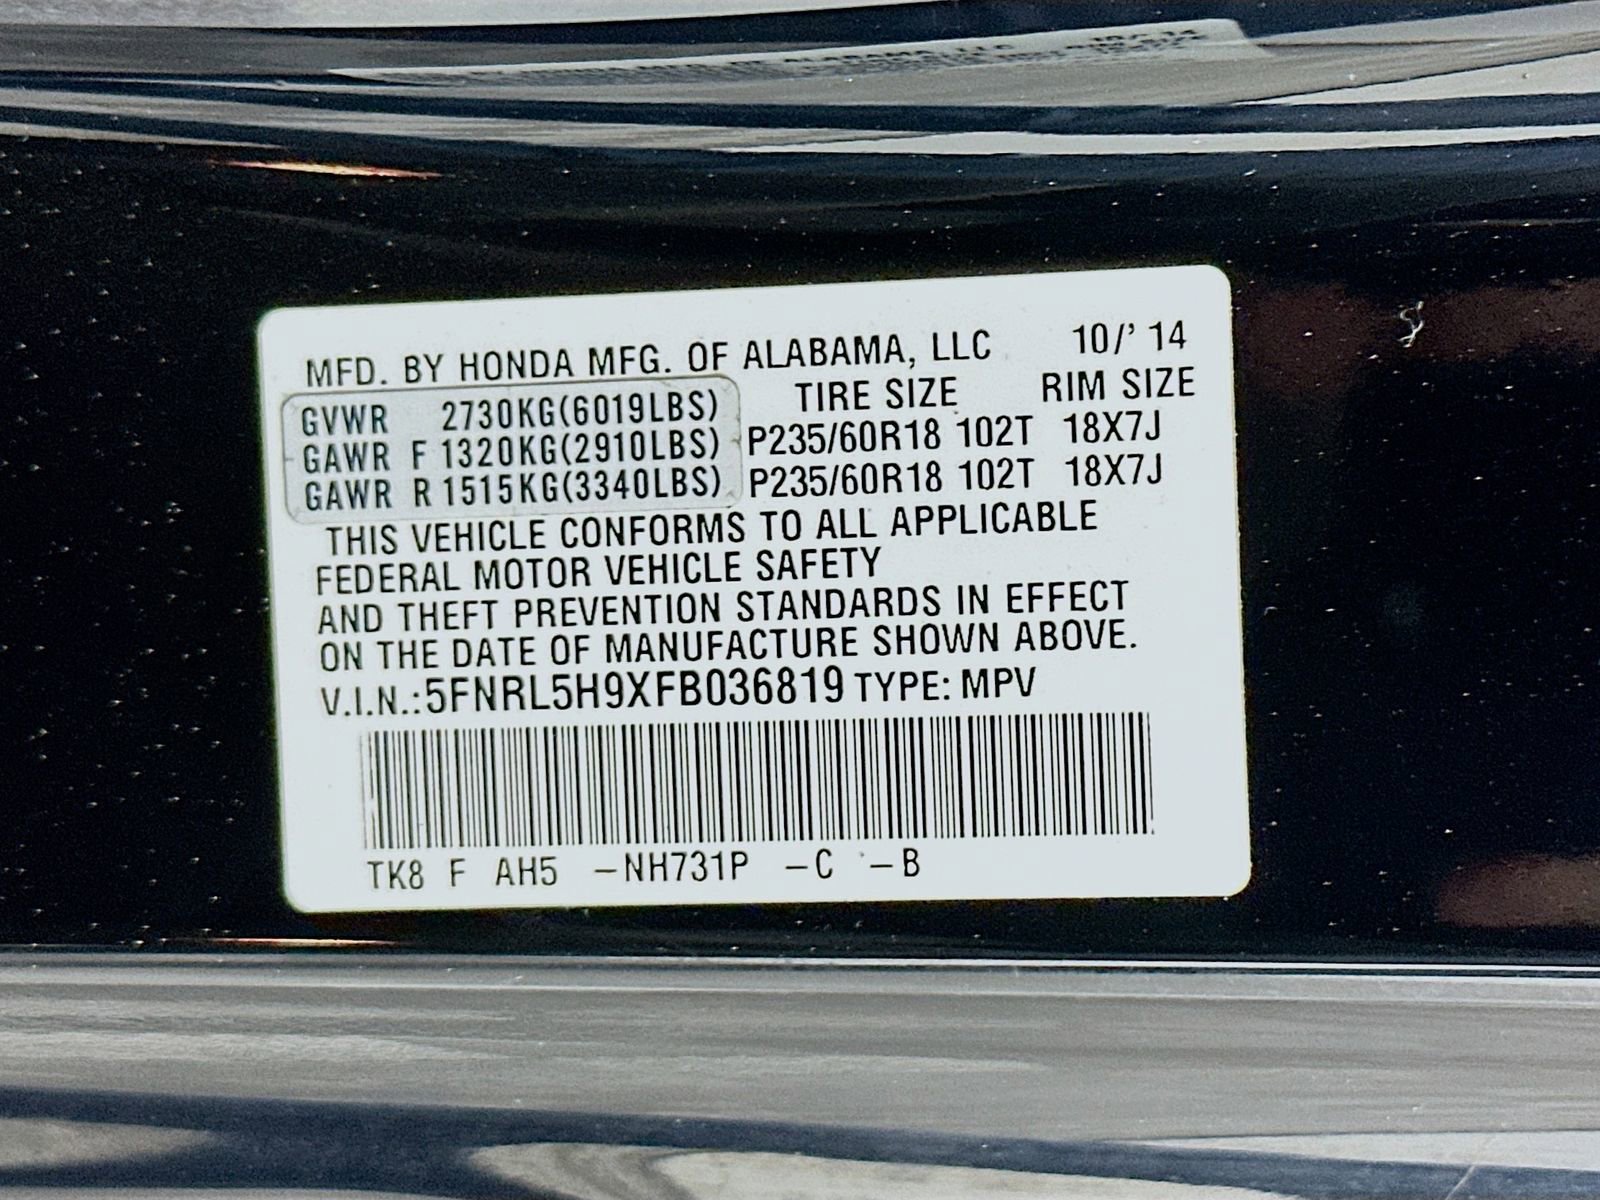 MFD. BY HONDA MFG. OF ALABAMA, LLC 10/' 14
TIRE SIZE RIM SIZE
GVWR 2730KG(6019LBS)
GAWR F 1320KG(2910LBS) P235/60R18 102T 18X7J
GAWR R 1515KG(3340LBS) P235/60R18 102T 18X7J
THIS VEHICLE CONFORMS TO ALL APPLICABLE
FEDERAL MOTOR VEHICLE SAFETY
AND THEFT PREVENTION STANDARDS IN EFFECT
ON THE DATE OF MANUFACTURE SHOWN ABOVE.
V.I.N.:5FNRL5H9XFB036819 TYPE: MPV
TK8 F AH5 -NH731P -C -B